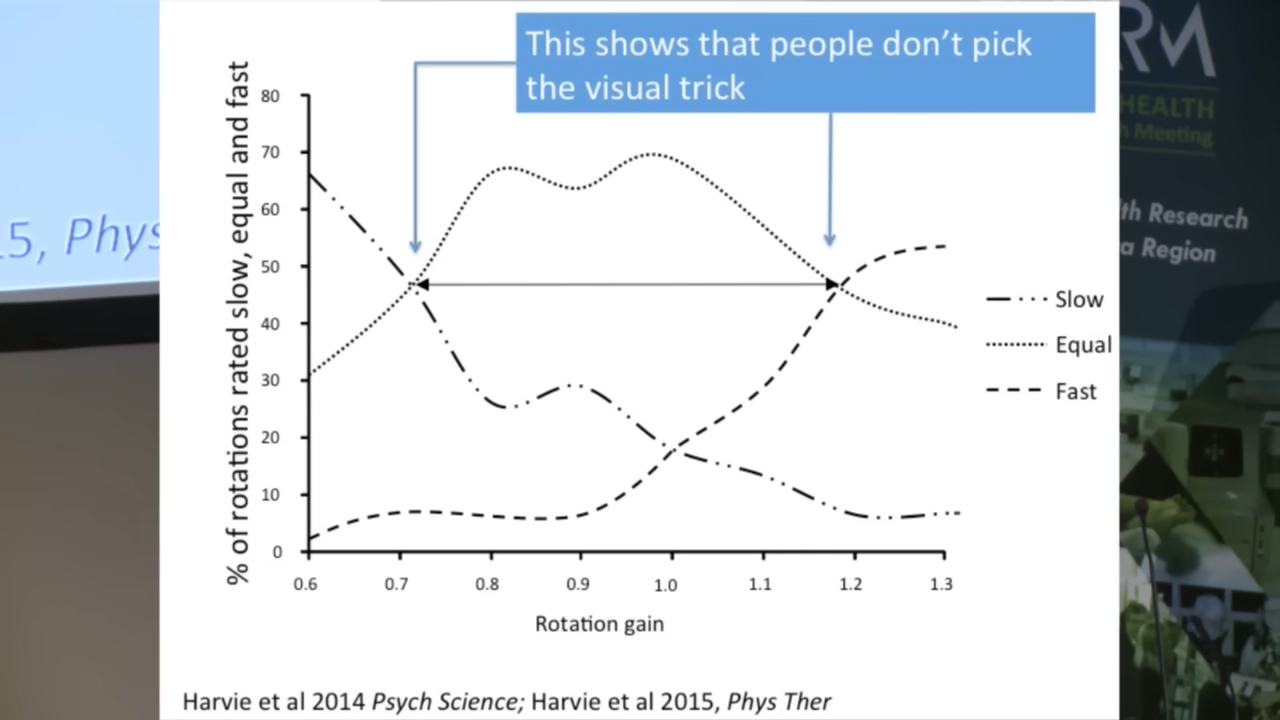 This shows that people don't pick
the visual trick
% of rotations rated slow, equal and fast
80
70
60
50
40
30
20
10
0
0.6 0.7 0.8 0.9 1.0 1.1 1.2 1.3
Rotation gain
Slow
Equal
Fast
Harvie et al 2014 Psych Science; Harvie et al 2015, Phys Ther
5, Phys
RM
HEALTH
h Meeting
lth Research
a Region